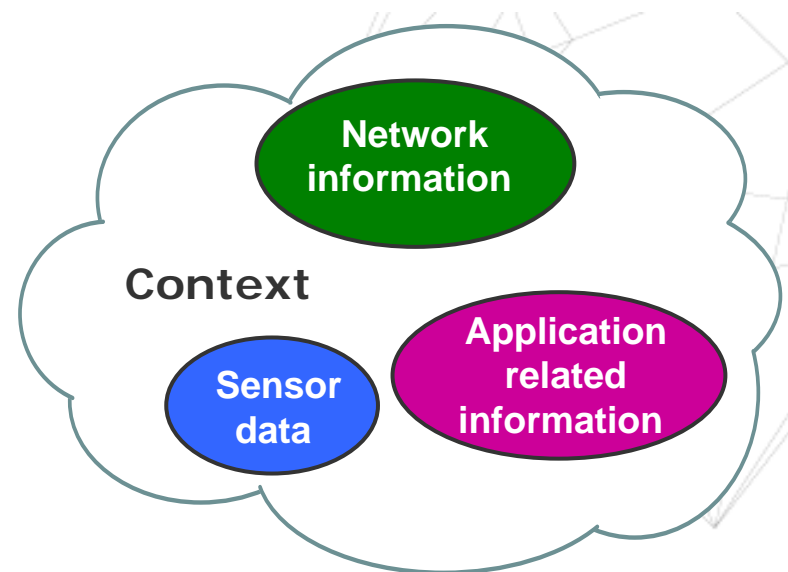 Network
information
Context
Application
related
information
Sensor
data